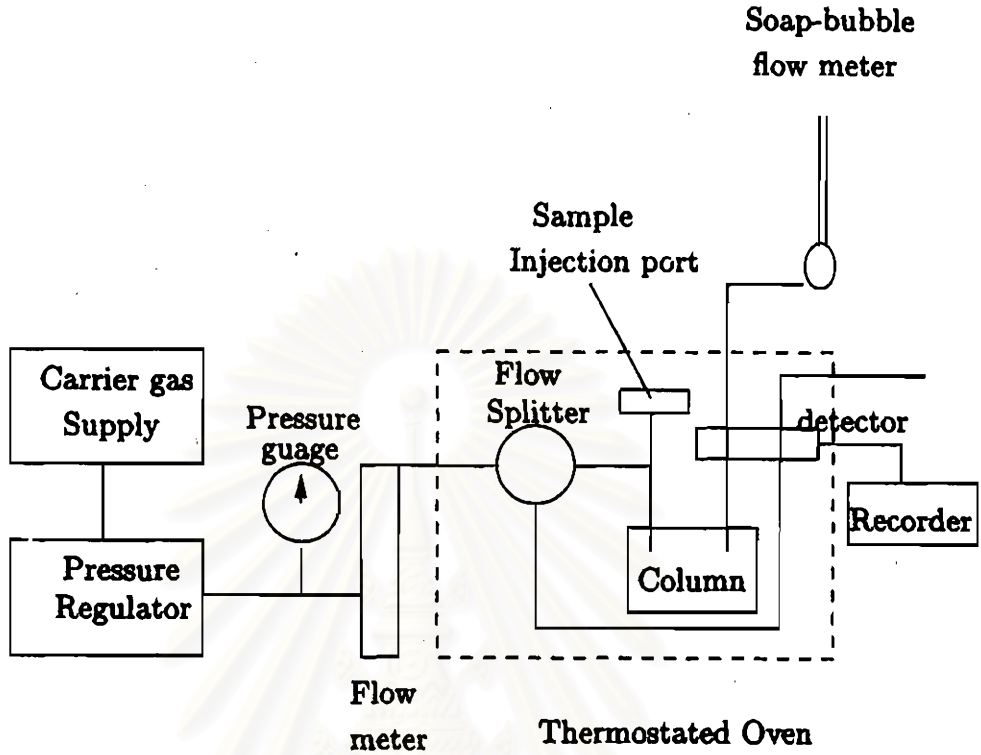 Soap-bubble
flow meter
Sample
Injection port
Carrier gas
Supply
Pressure
guage
Flow
Splitter
detector
Recorder
Pressure
Regulator
Column
Flow
meter
Thermostated Oven